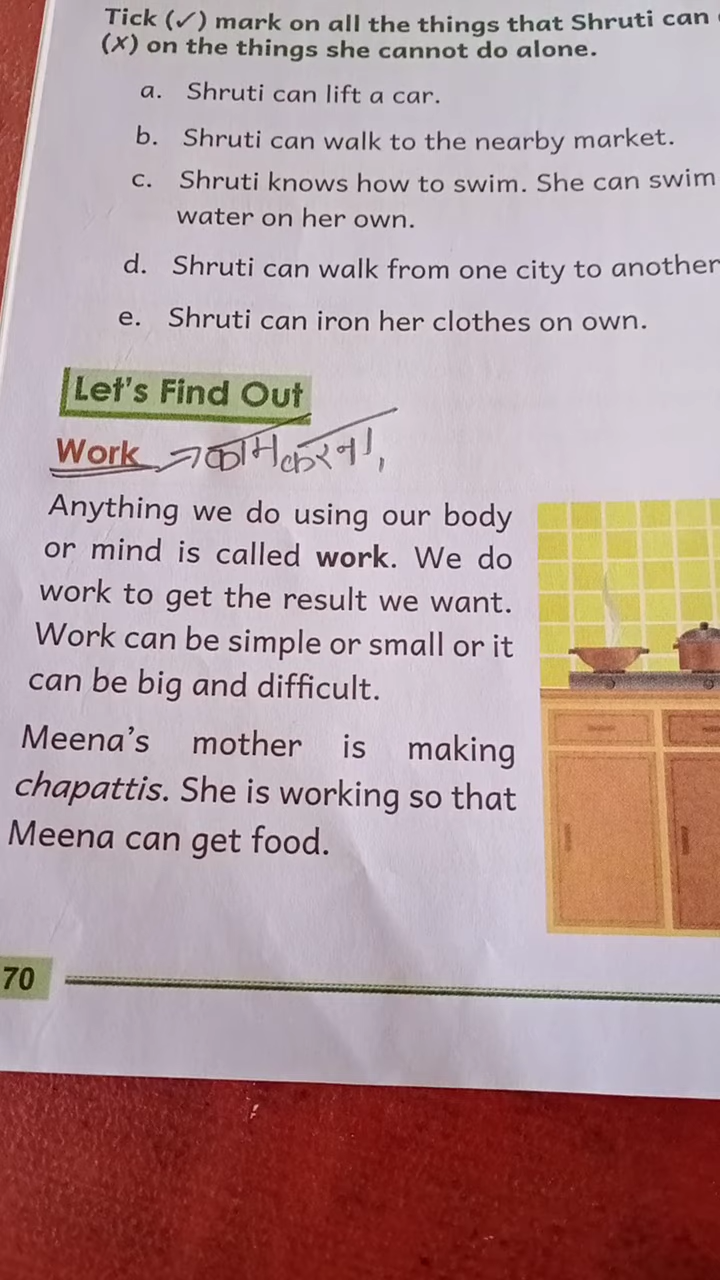 Tick (✓) mark on all the things that Shruti can
(✗) on the things she cannot do alone.
a. Shruti can lift a car.
b. Shruti can walk to the nearby market.
c. Shruti knows how to swim. She can swim
water on her own.
d. Shruti can walk from one city to another
e. Shruti can iron her clothes on own.
Let's Find Out
Work → काम करना,
Anything we do using our body
or mind is called work. We do
work to get the result we want.
Work can be simple or small or it
can be big and difficult.
Meena's mother is making
chapattis. She is working so that
Meena can get food.
70